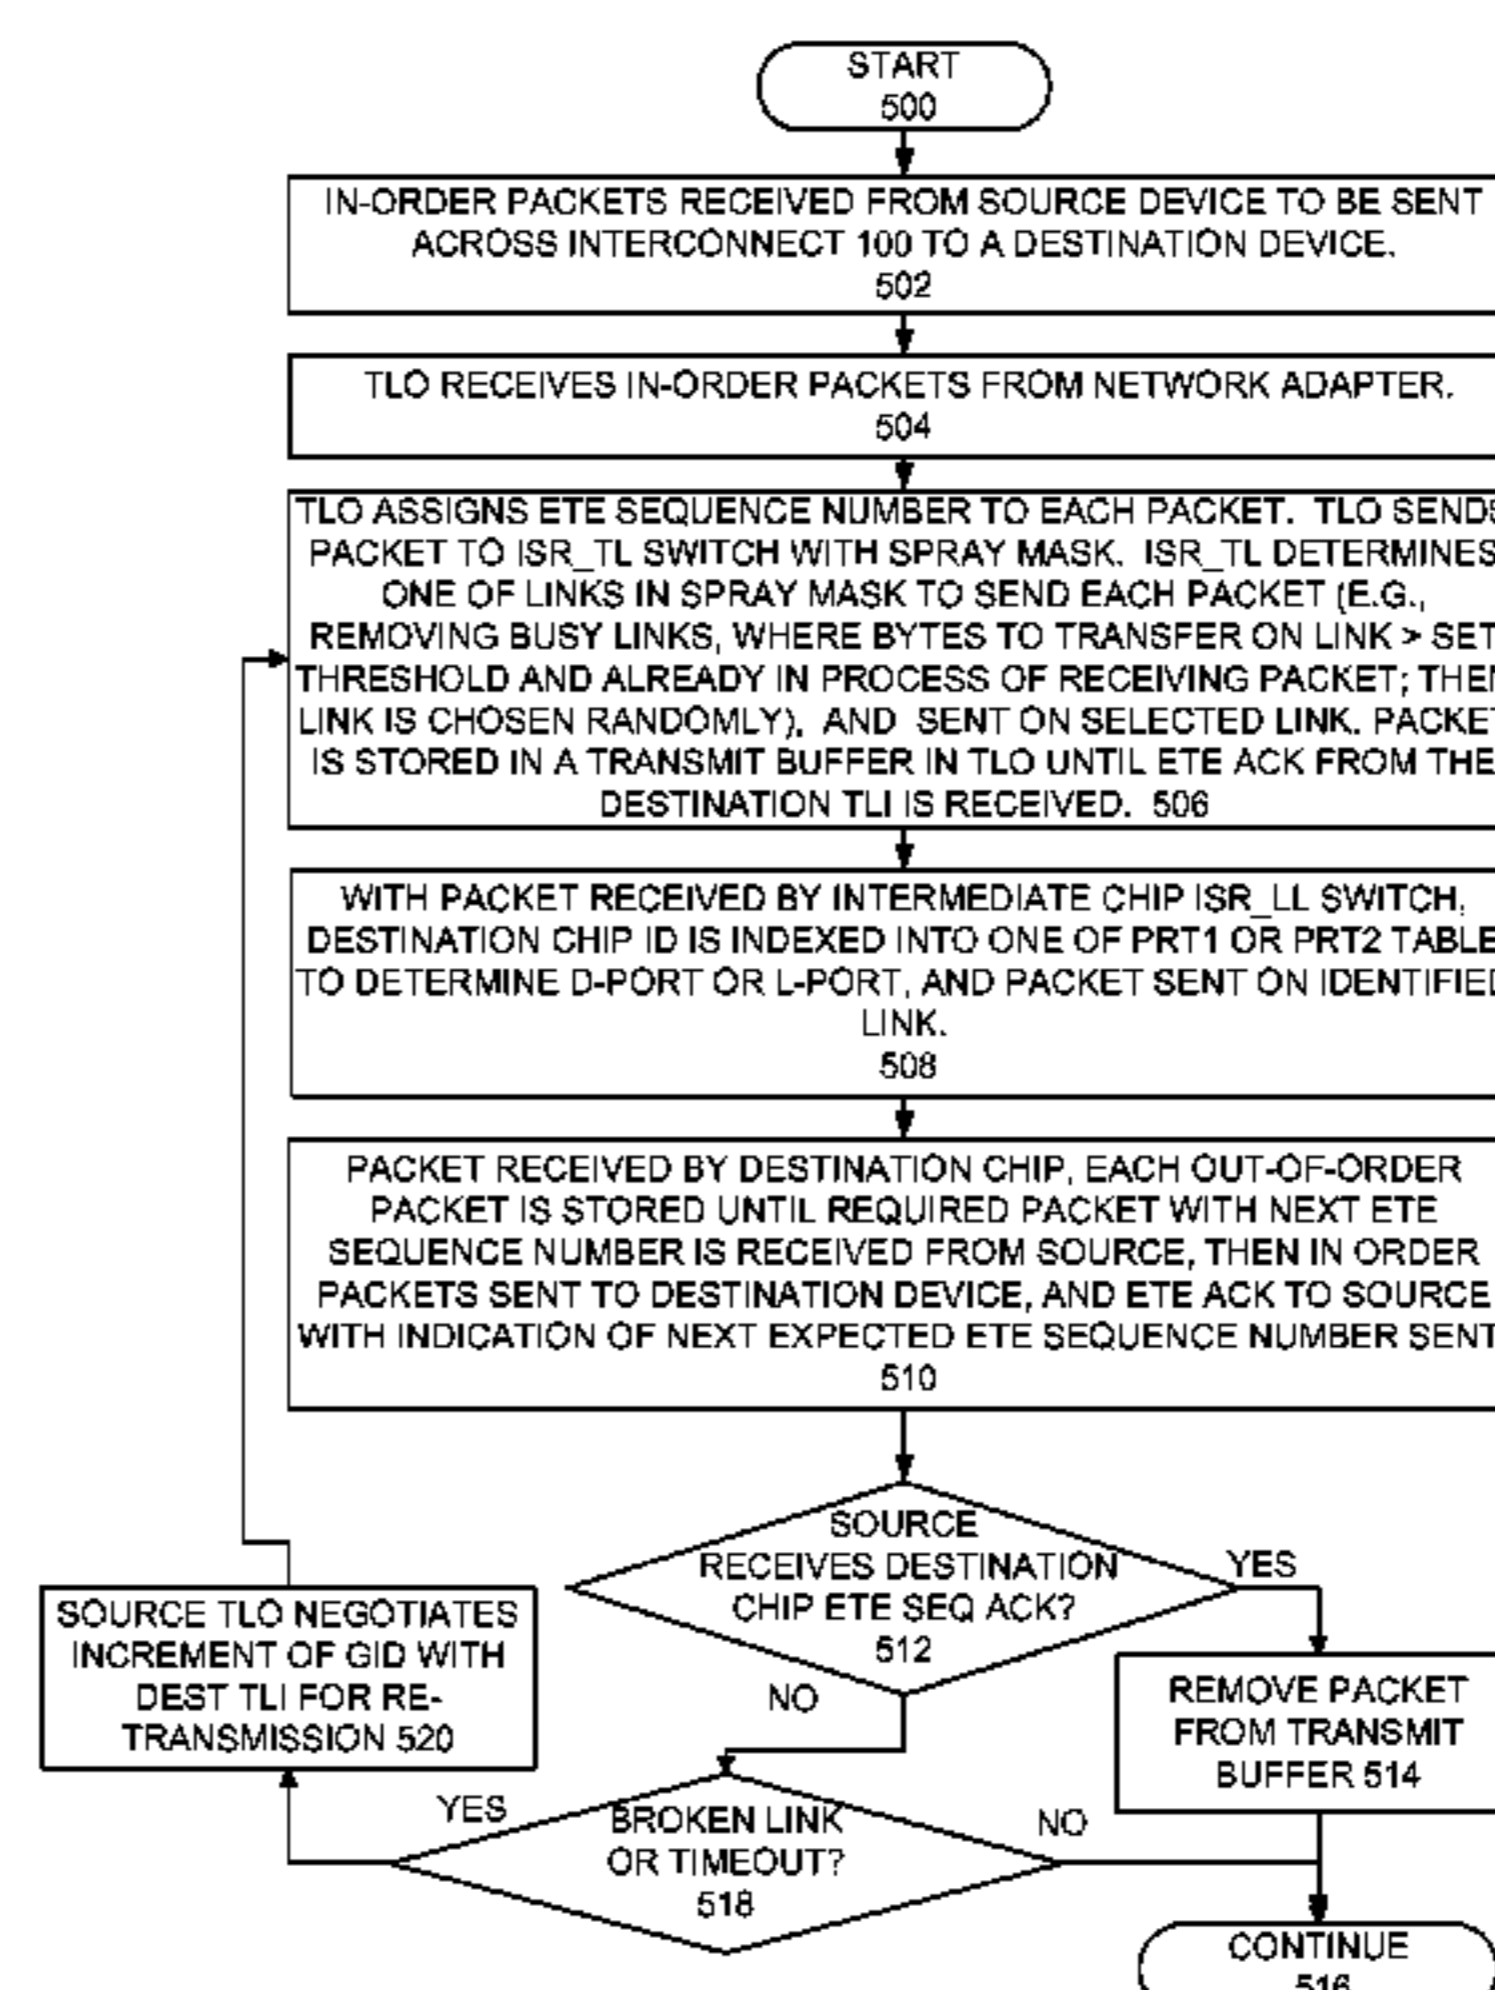 START
500
IN-ORDER PACKETS RECEIVED FROM SOURCE DEVICE TO BE SENT
ACROSS INTERCONNECT 100 TO A DESTINATION DEVICE.
502
TLO RECEIVES IN-ORDER PACKETS FROM NETWORK ADAPTER.
504
TLO ASSIGNS ETE SEQUENCE NUMBER TO EACH PACKET. TLO SENDS
PACKET TO ISR_TL SWITCH WITH SPRAY MASK. ISR_TL DETERMINES
ONE OF LINKS IN SPRAY MASK TO SEND EACH PACKET (E.G.,
REMOVING BUSY LINKS, WHERE BYTES TO TRANSFER ON LINK > SET
THRESHOLD AND ALREADY IN PROCESS OF RECEIVING PACKET; THEN
LINK IS CHOSEN RANDOMLY), AND SENT ON SELECTED LINK. PACKET
IS STORED IN A TRANSMIT BUFFER IN TLO UNTIL ETE ACK FROM THE
DESTINATION TLI IS RECEIVED. 506
WITH PACKET RECEIVED BY INTERMEDIATE CHIP ISR_LL SWITCH,
DESTINATION CHIP ID IS INDEXED INTO ONE OF PRT1 OR PRT2 TABLE
TO DETERMINE D-PORT OR L-PORT, AND PACKET SENT ON IDENTIFIED
LINK.
508
PACKET RECEIVED BY DESTINATION CHIP, EACH OUT-OF-ORDER
PACKET IS STORED UNTIL REQUIRED PACKET WITH NEXT ETE
SEQUENCE NUMBER IS RECEIVED FROM SOURCE, THEN IN ORDER
PACKETS SENT TO DESTINATION DEVICE, AND ETE ACK TO SOURCE
WITH INDICATION OF NEXT EXPECTED ETE SEQUENCE NUMBER SENT
510
SOURCE
RECEIVES DESTINATION
CHIP ETE SEQ ACK?
512
YES
NO
SOURCE TLO NEGOTIATES
INCREMENT OF GID WITH
DEST TLI FOR RE-
TRANSMISSION 520
REMOVE PACKET
FROM TRANSMIT
BUFFER 514
YES
BROKEN LINK
OR TIMEOUT?
518
NO
CONTINUE
516